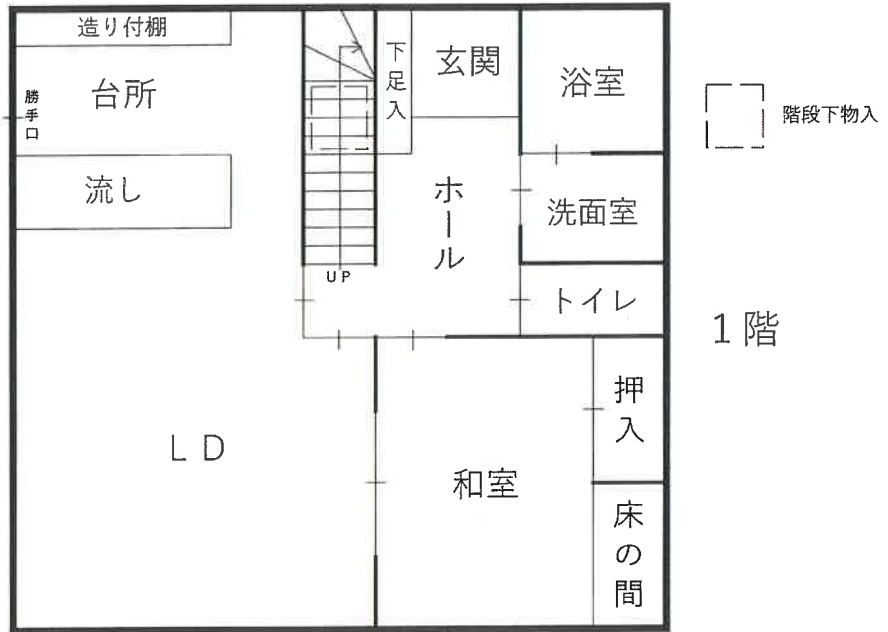 造り付棚
台所
勝手口
流し
UP
下足入
玄関
浴室
ホール
洗面室
トイレ
LD
和室
押入
床の間
階段下物入
1階